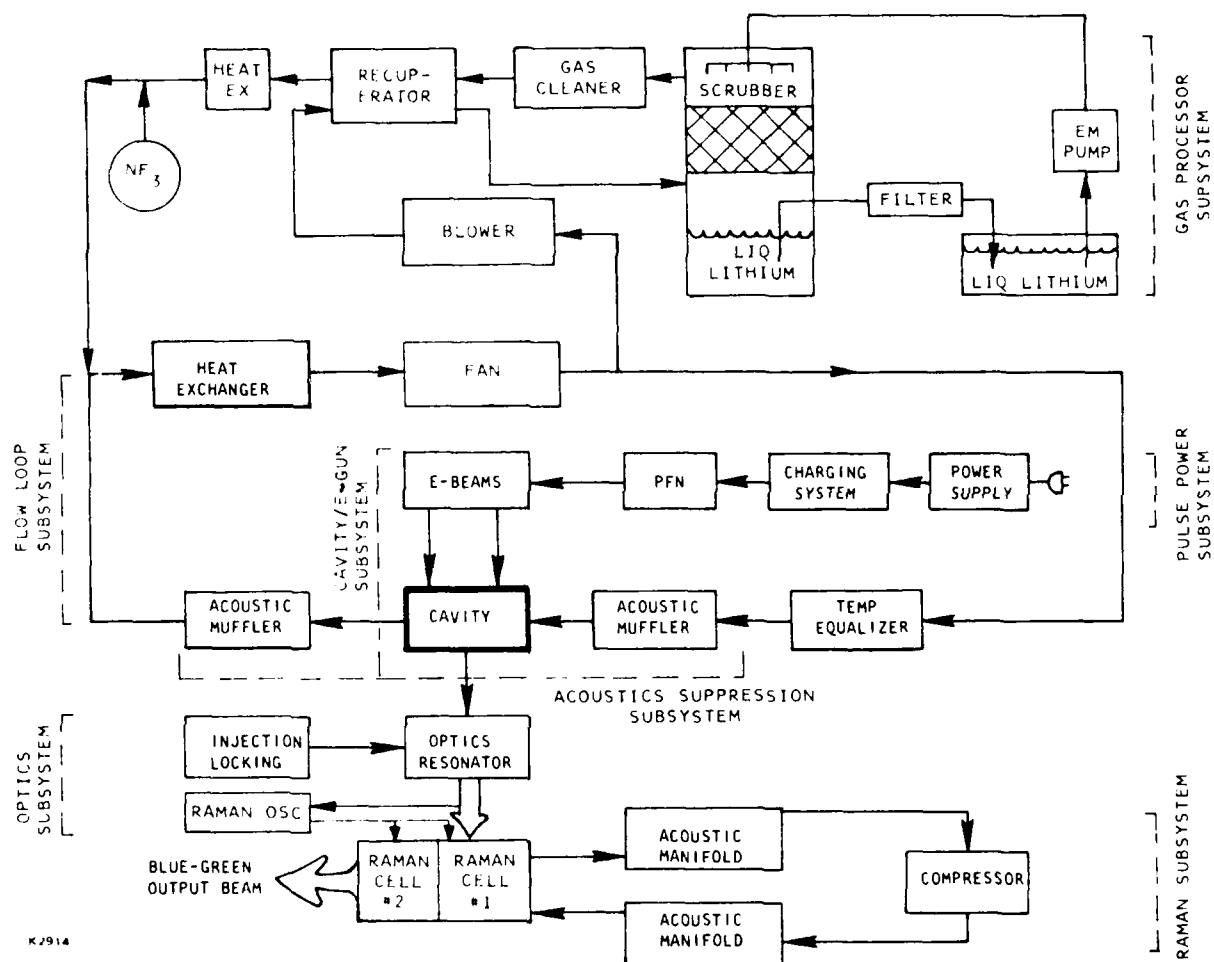 HEAT
EX
RECUP-
ERATOR
GAS
CLEANER
SCRUBBER
EM
PUMP
NF3
BLOWER
FILTER
LIQ
LITHIUM
LIQ LITHIUM
GAS PROCESSOR
SUPSYSTEM
HEAT
EXCHANGER
FAN
FLOW LOOP
SUBSYSTEM
CAVITY/E-GUN
SUBSYSTEM
E-BEAMS
PFN
CHARGING
SYSTEM
POWER
SUPPLY
PULSE POWER
SUBSYSTEM
ACOUSTIC
MUFFLER
CAVITY
ACOUSTIC
MUFFLER
TEMP
EQUALIZER
ACOUSTICS SUPPRESSION
SUBSYSTEM
OPTICS
SUBSYSTEM
INJECTION
LOCKING
OPTICS
RESONATOR
RAMAN OSC
BLUE-GREEN
OUTPUT BEAM
RAMAN
CELL
#2
RAMAN
CELL
#1
ACOUSTIC
MANIFOLD
COMPRESSOR
ACOUSTIC
MANIFOLD
RAMAN SUBSYSTEM
K2914